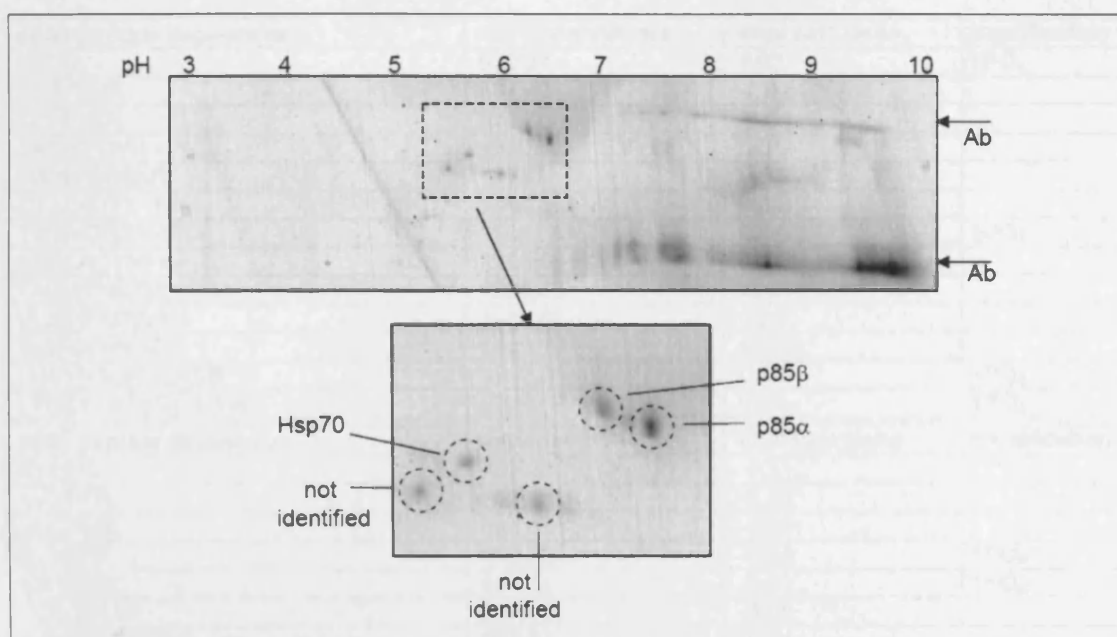 pH 3 4 5 6 7 8 9 10
Ab
Ab
p85β
p85α
Hsp70
not
identified
not
identified